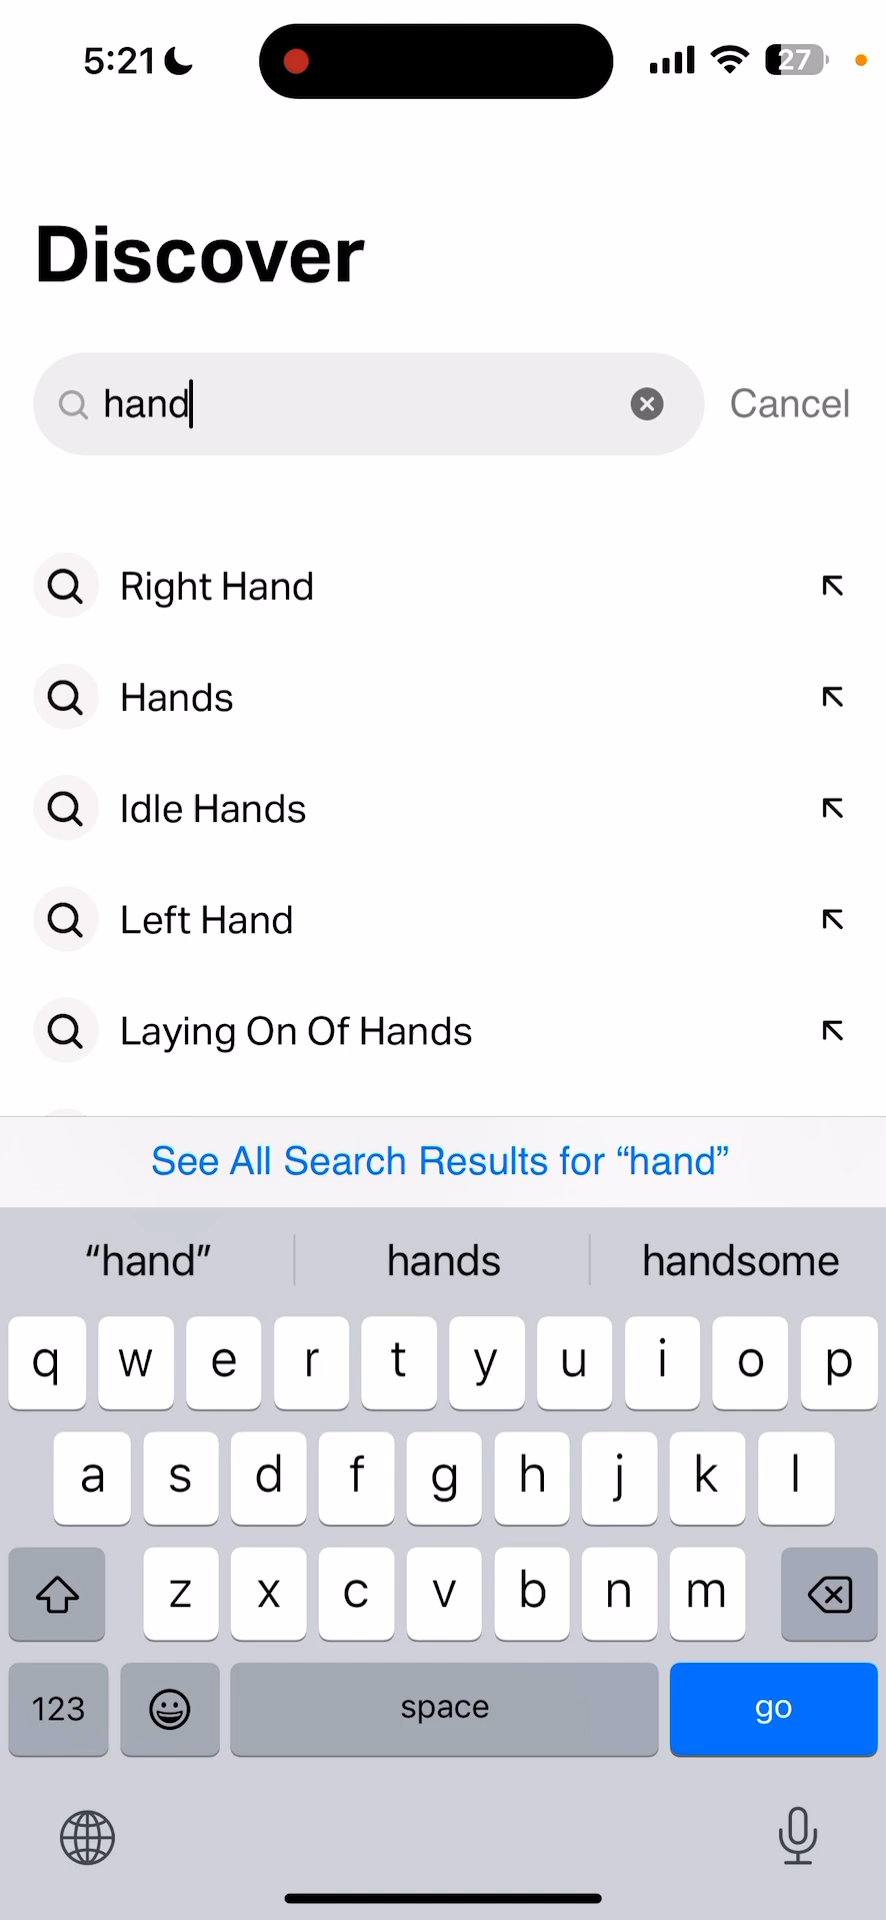 5:21
27
Discover
hand
Cancel
Right Hand
Hands
Idle Hands
Left Hand
Laying On Of Hands
See All Search Results for “hand”
“hand” hands handsome
q w e r t y u i o p
a s d f g h j k l
z x c v b n m
123 space go